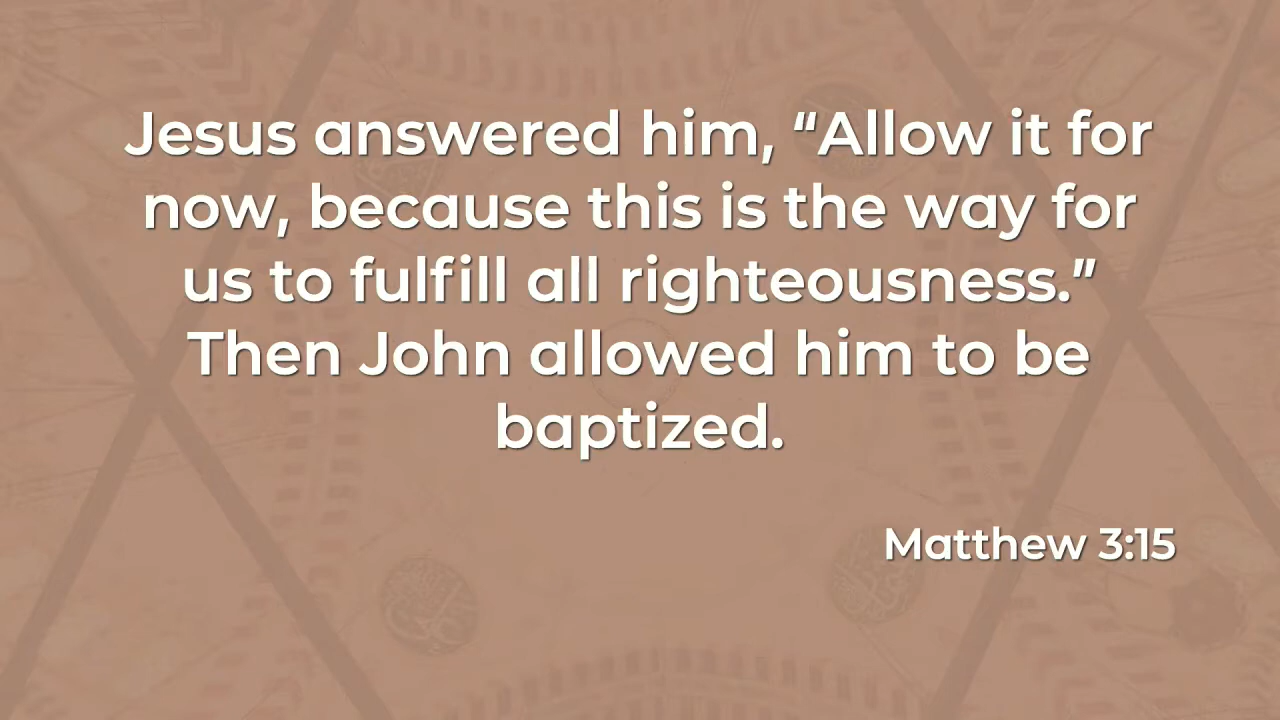 Jesus answered him, “Allow it for
now, because this is the way for
us to fulfill all righteousness.”
Then John allowed him to be
baptized.
Matthew 3:15